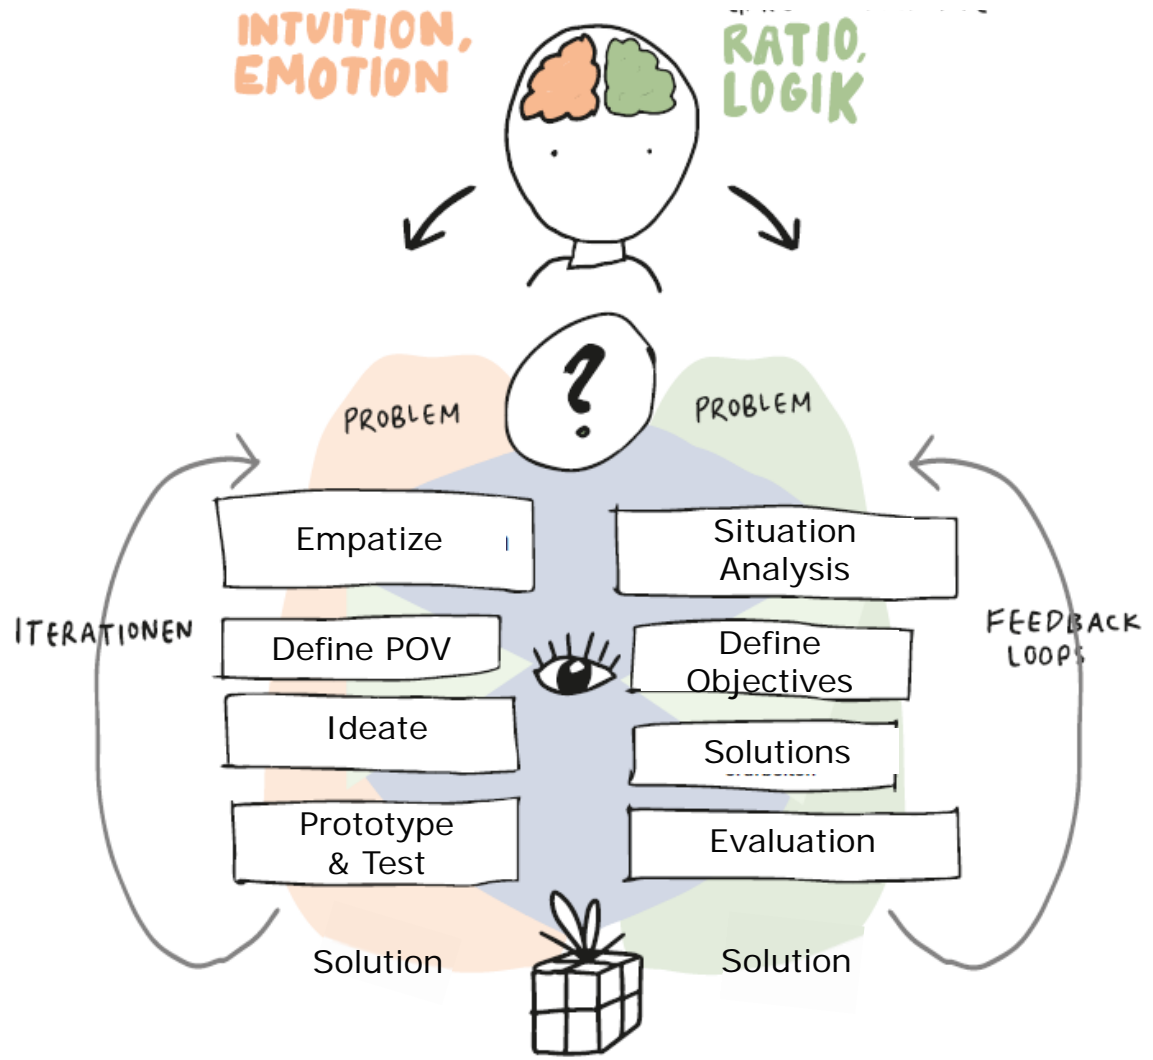 INTUITION,
EMOTION
RATIO,
LOGIK
?
PROBLEM
PROBLEM
Empatize
Situation
Analysis
ITERATIONEN
FEEDBACK
LOOPS
Define POV
Define
Objectives
Ideate
Solutions
Prototype
& Test
Evaluation
Solution
Solution